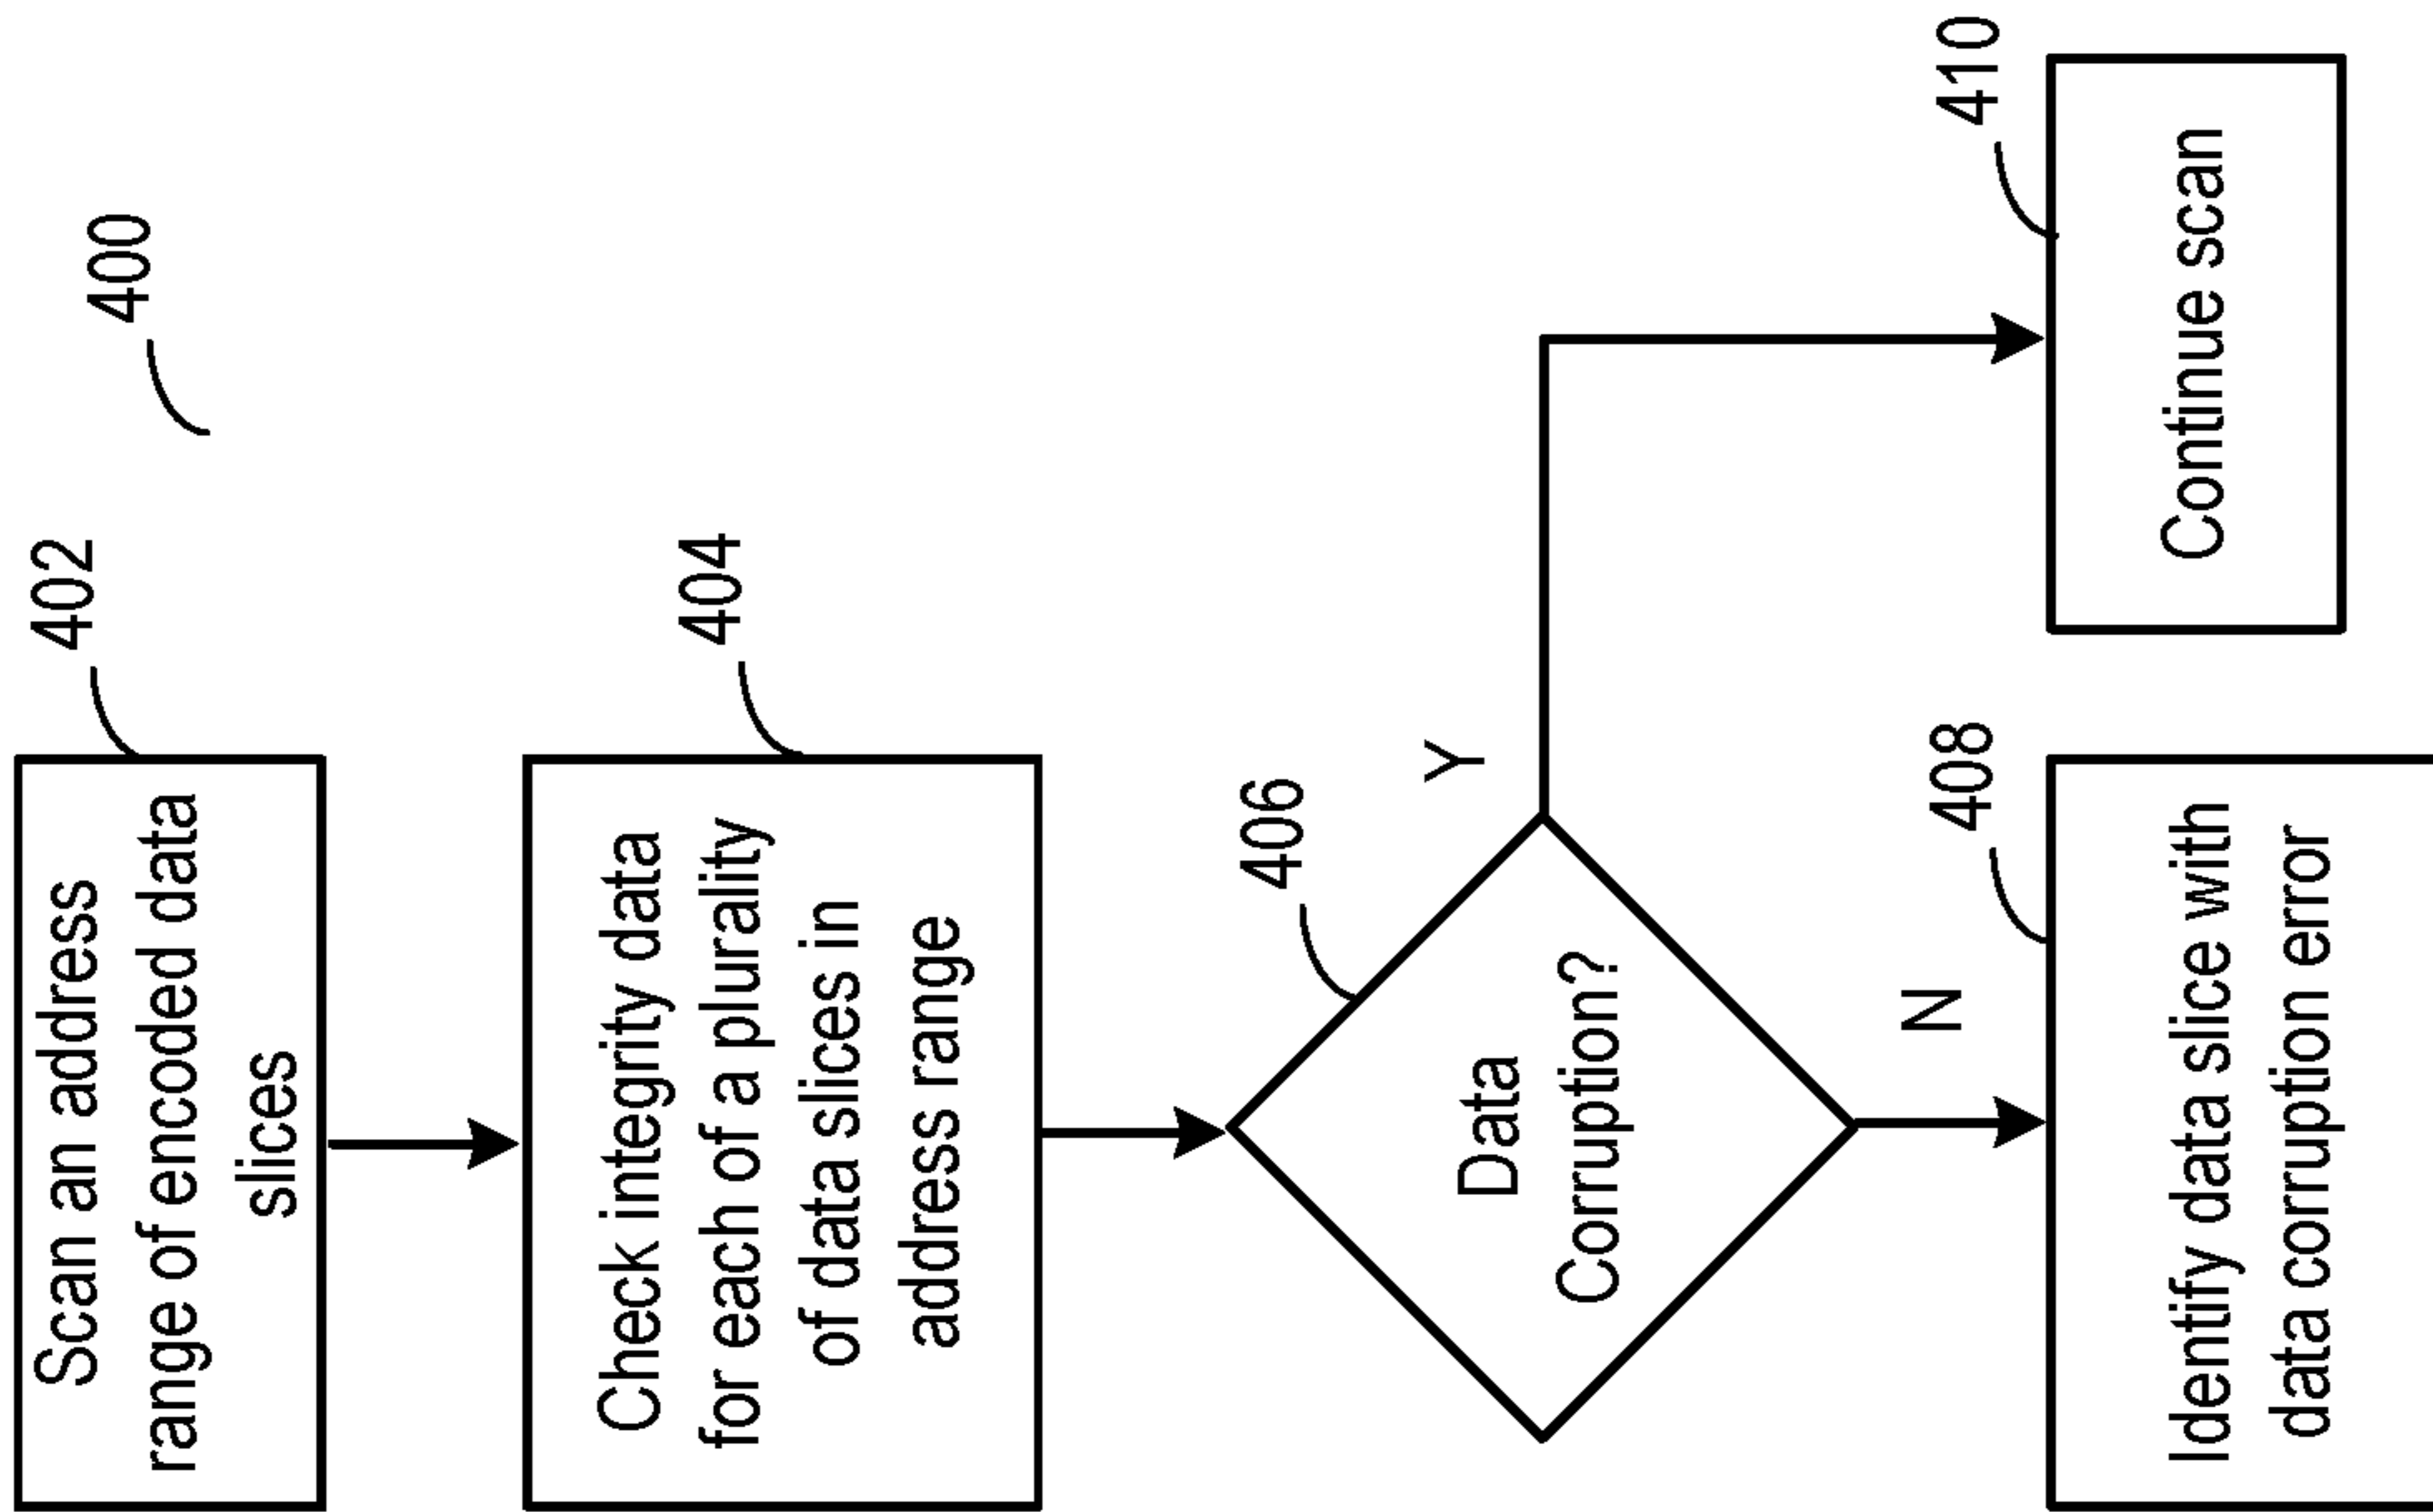 400
402
Scan an address
range of encoded data
slices
404
Check integrity data
for each of a plurality
of data slices in
address range
406
Data
Corruption?
Y
N
408
Identify data slice with
data corruption error
410
Continue scan